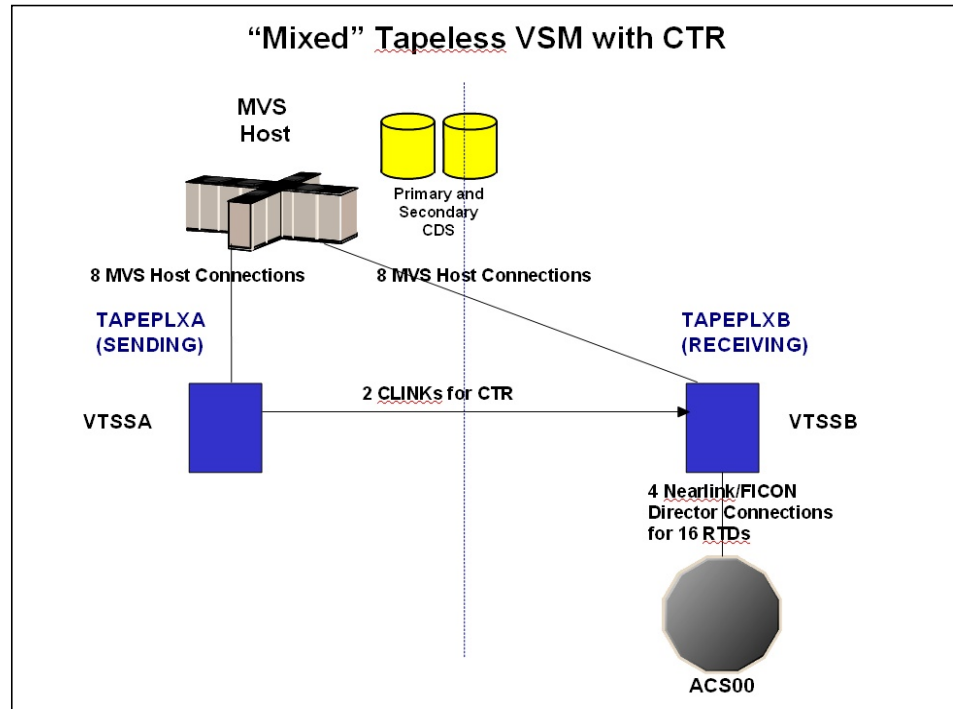 “Mixed” Tapeless VSM with CTR
MVS
Host
Primary and
Secondary
CDS
8 MVS Host Connections
8 MVS Host Connections
TAPEPLXA
(SENDING)
TAPEPLXB
(RECEIVING)
2 CLINKs for CTR
VTSSA
VTSSB
4 Nearlink/FICON
Director Connections
for 16 RTDs
ACS00